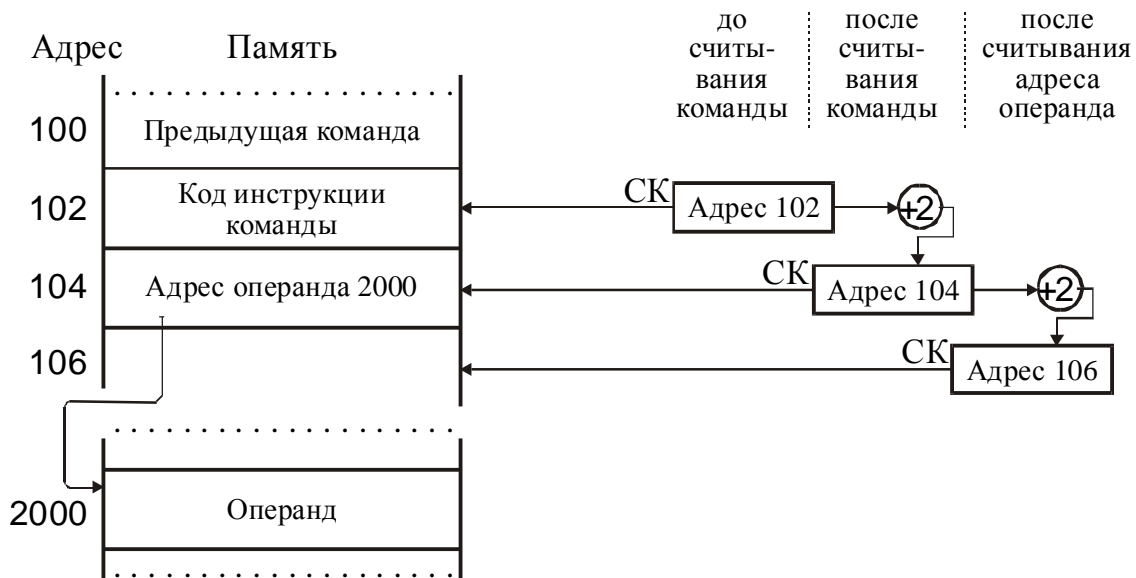 Адрес
Память
до считы-
вания
команды
после
считы-
вания
команды
после
считывания
адреса
операнда
100
Предыдущая команда
102
Код инструкции
команды
СК
Адрес 102
+2
104
Адрес операнда 2000
СК
Адрес 104
+2
106
СК
Адрес 106
2000
Операнд